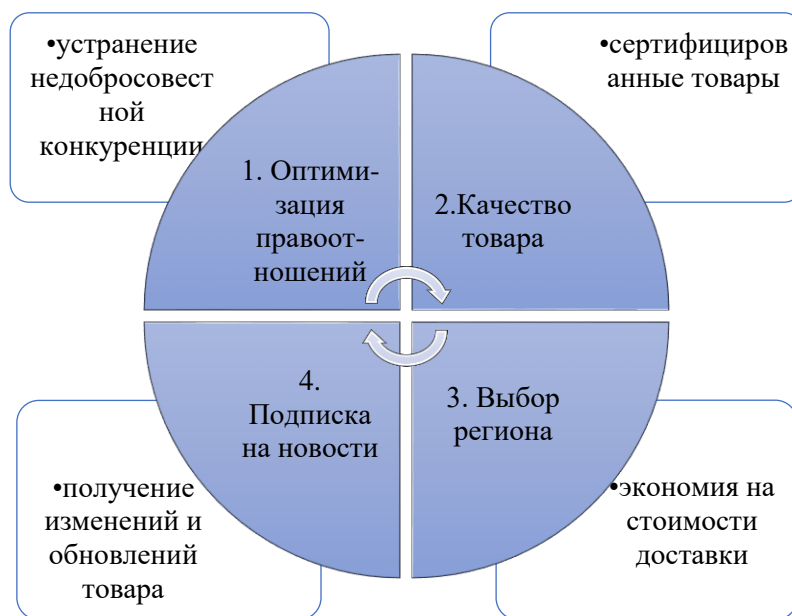 •устранение
недобросовест
ной
конкуренции
•сертифициров
анные товары
1. Оптими-
зация
правоот-
ношений
2.Качество
товара
3. Выбор
региона
4.
Подписка
на новости
•получение
изменений и
обновлений
товара
•экономия на
стоимости
доставки